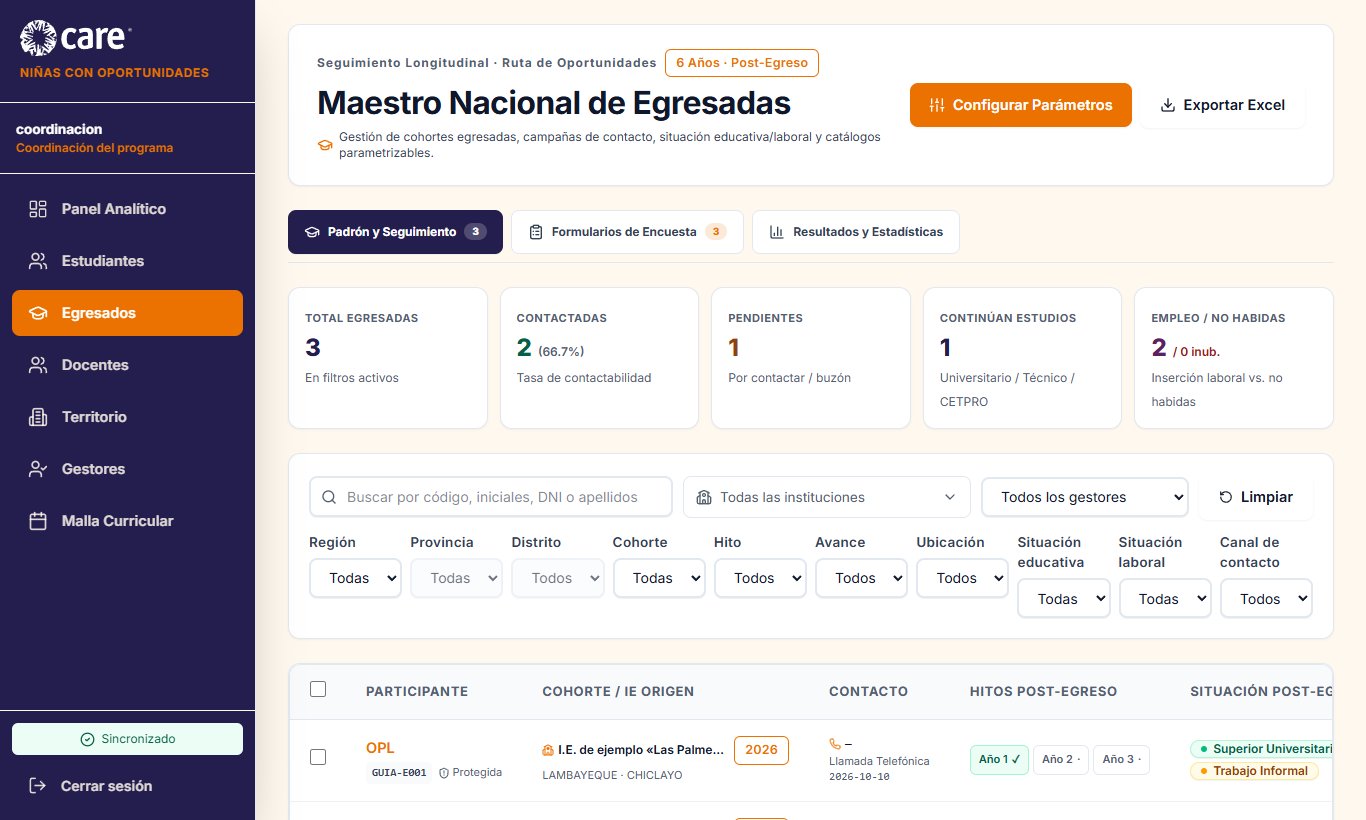 care
NIÑAS CON OPORTUNIDADES
coordinacion
Coordinación del programa
Panel Analítico
Estudiantes
Egresados
Docentes
Territorio
Gestores
Malla Curricular
Sincronizado
Cerrar sesión
Seguimiento Longitudinal · Ruta de Oportunidades 6 Años · Post-Egreso
Maestro Nacional de Egresadas
Gestión de cohortes egresadas, campañas de contacto, situación educativa/laboral y catálogos
parametrizables.
Configurar Parámetros Exportar Excel
Padrón y Seguimiento 3 Formularios de Encuesta 3 Resultados y Estadísticas
TOTAL EGRESADAS
3
En filtros activos
CONTACTADAS
2 (66.7%)
Tasa de contactabilidad
PENDIENTES
1
Por contactar / buzón
CONTINÚAN ESTUDIOS
1
Universitario / Técnico /
CETPRO
EMPLEO / NO HABIDAS
2 / 0 inub.
Inserción laboral vs. no
habidas
Buscar por código, iniciales, DNI o apellidos Todas las instituciones Todos los gestores Limpiar
Región
Todas
Provincia
Todas
Distrito
Todos
Cohorte
Todas
Hito
Todos
Avance
Todos
Ubicación
Todos
Situación
educativa
Todas
Situación
laboral
Todas
Canal de
contacto
Todos
PARTICIPANTE COHORTE / IE ORIGEN CONTACTO HITOS POST-EGRESO SITUACIÓN POST-EG
OPL
GUIA-E001 Protegida
I.E. de ejemplo «Las Palme... 2026
LAMBAYEQUE · CHICLAYO
–
Llamada Telefónica
2026-10-10
Año 1 ✓ Año 2 · Año 3 ·
Superior Universitari
Trabajo Informal